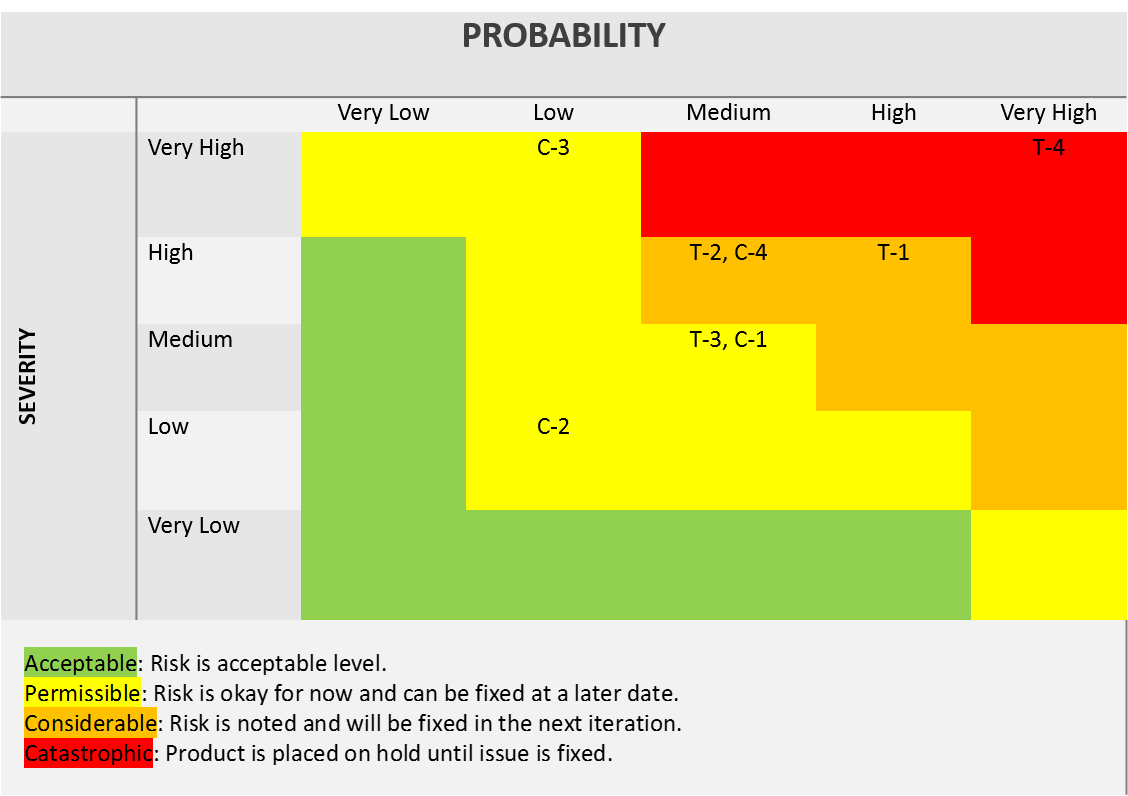 PROBABILITY
Very Low Low Medium High Very High
SEVERITY
Very High C-3 T-4
High T-2, C-4 T-1
Medium T-3, C-1
Low C-2
Very Low
Acceptable: Risk is acceptable level.
Permissible: Risk is okay for now and can be fixed at a later date.
Considerable: Risk is noted and will be fixed in the next iteration.
Catastrophic: Product is placed on hold until issue is fixed.